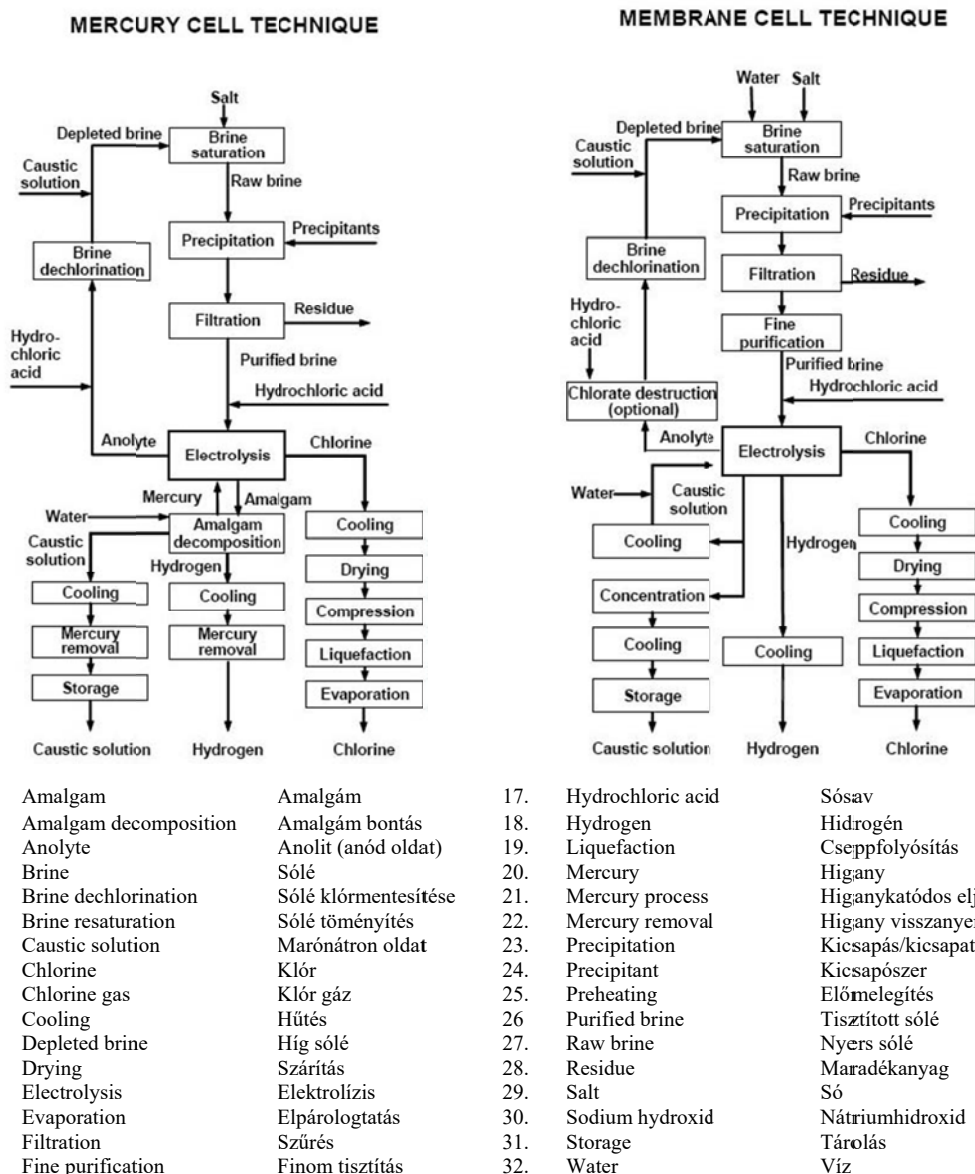 MERCURY CELL TECHNIQUE
Salt
Depleted brine
Brine
saturation
Caustic
solution
Raw brine
Precipitation
Precipitants
Brine
dechlorination
Filtration
Residue
Hydro-
chloric
acid
Purified brine
Hydrochloric acid
Anolyte
Electrolysis
Chlorine
Mercury
Amalgam
Water
Amalgam
decomposition
Caustic
solution
Hydrogen
Cooling
Mercury
removal
Storage
Caustic solution
Cooling
Mercury
removal
Hydrogen
Cooling
Drying
Compression
Liquefaction
Evaporation
Chlorine
MEMBRANE CELL TECHNIQUE
Water
Salt
Depleted brine
Brine
saturation
Caustic
solution
Raw brine
Precipitation
Precipitants
Brine
dechlorination
Filtration
Residue
Hydro-
chloric
acid
Fine
purification
Purified brine
Hydrochloric acid
Chlorate destruction
(optional)
Anolyte
Electrolysis
Chlorine
Water
Caustic
solution
Cooling
Hydrogen
Concentration
Cooling
Storage
Caustic solution
Cooling
Hydrogen
Cooling
Drying
Compression
Liquefaction
Evaporation
Chlorine
Amalgam Amalgám 17. Hydrochloric acid Sósav
Amalgam decomposition Amalgám bontás 18. Hydrogen Hidrogén
Anolyte Anolit (anód oldat) 19. Liquefaction Cseppfolyósítás
Brine Sólé 20. Mercury Higany
Brine dechlorination Sólé klórmentesítése 21. Mercury process Higanykatódos elj
Brine resaturation Sólé töményítés 22. Mercury removal Higany visszanyer
Caustic solution Marónátron oldat 23. Precipitation Kicsapás/kicsapat
Chlorine Klór 24. Precipitant Kicsapószer
Chlorine gas Klór gáz 25. Preheating Előmelegítés
Cooling Hűtés 26 Purified brine Tisztított sólé
Depleted brine Híg sólé 27. Raw brine Nyers sólé
Drying Szárítás 28. Residue Maradékanyag
Electrolysis Elektrolízis 29. Salt Só
Evaporation Elpárologtatás 30. Sodium hydroxid Nátriumhidroxid
Filtration Szűrés 31. Storage Tárolás
Fine purification Finom tisztítás 32. Water Víz